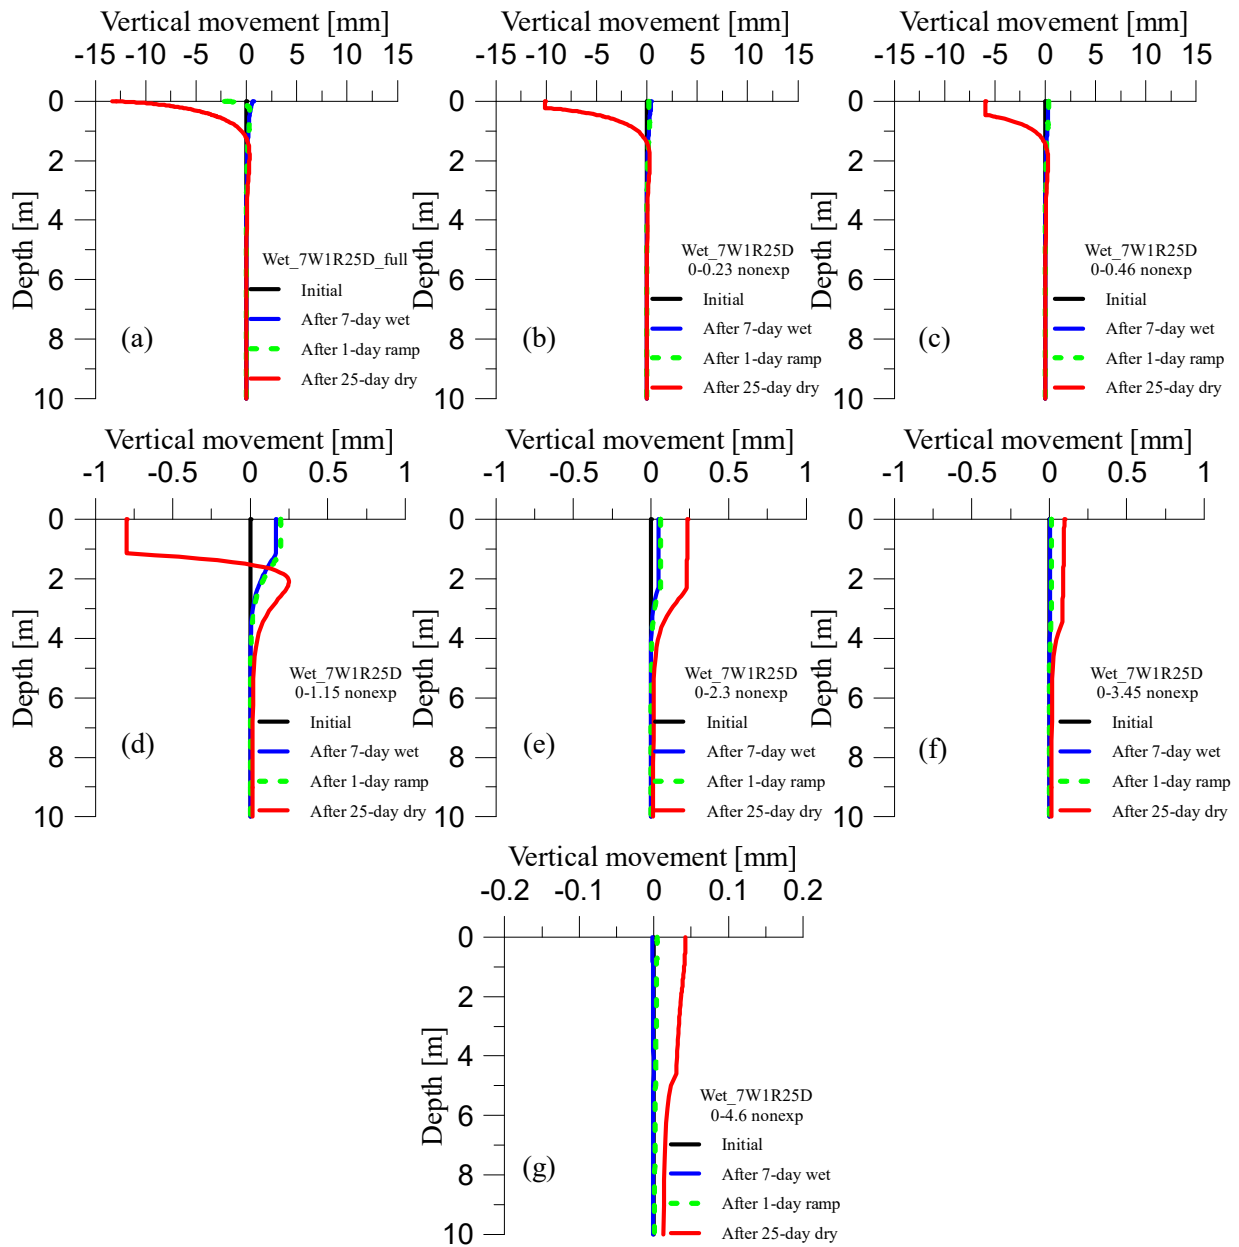 Vertical movement [mm]
-15 -10 -5 0 5 10 15
0
2
4
6
8
10
Depth [m]
Wet_7W1R25D_full
Initial
After 7-day wet
After 1-day ramp
After 25-day dry
(a)
Vertical movement [mm]
-15 -10 -5 0 5 10 15
0
2
4
6
8
10
Depth [m]
Wet_7W1R25D
0-0.23 nonexp
Initial
After 7-day wet
After 1-day ramp
After 25-day dry
(b)
Vertical movement [mm]
-15 -10 -5 0 5 10 15
0
2
4
6
8
10
Depth [m]
Wet_7W1R25D
0-0.46 nonexp
Initial
After 7-day wet
After 1-day ramp
After 25-day dry
(c)
Vertical movement [mm]
-1 -0.5 0 0.5 1
0
2
4
6
8
10
Depth [m]
Wet_7W1R25D
0-1.15 nonexp
Initial
After 7-day wet
After 1-day ramp
After 25-day dry
(d)
Vertical movement [mm]
-1 -0.5 0 0.5 1
0
2
4
6
8
10
Depth [m]
Wet_7W1R25D
0-2.3 nonexp
Initial
After 7-day wet
After 1-day ramp
After 25-day dry
(e)
Vertical movement [mm]
-1 -0.5 0 0.5 1
0
2
4
6
8
10
Depth [m]
Wet_7W1R25D
0-3.45 nonexp
Initial
After 7-day wet
After 1-day ramp
After 25-day dry
(f)
Vertical movement [mm]
-0.2 -0.1 0 0.1 0.2
0
2
4
6
8
10
Depth [m]
Wet_7W1R25D
0-4.6 nonexp
Initial
After 7-day wet
After 1-day ramp
After 25-day dry
(g)